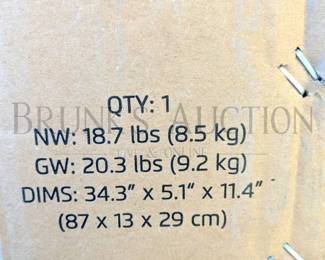 BRUNK AUCTION
& ONLINE
QTY: 1
NW: 18.7 lbs (8.5 kg)
GW: 20.3 lbs (9.2 kg)
DIMS: 34.3” x 5.1“ x 11.4”
(87 x 13 x 29 cm)